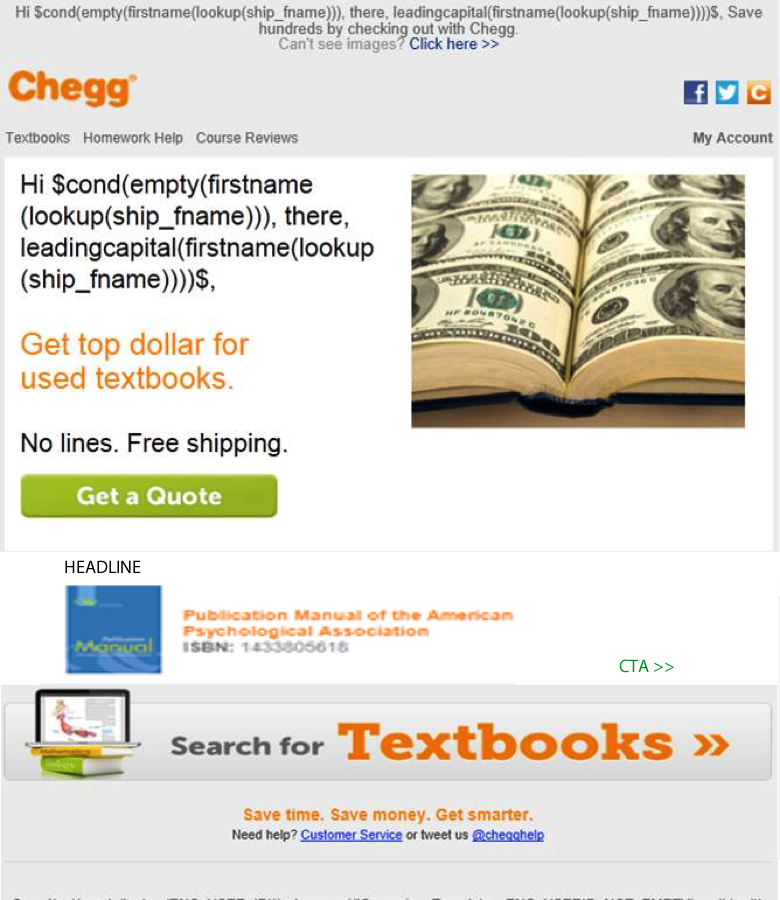 Hi $cond(empty(firstname(lookup(ship_fname))), there, leadingcapital(firstname(lookup(ship_fname))))$, Save
hundreds by checking out with Chegg.
Can't see images? Click here >>
Chegg
Textbooks Homework Help Course Reviews My Account
Hi $cond(empty(firstname
(lookup(ship_fname))), there,
leadingcapital(firstname(lookup
(ship_fname))))$,
Get top dollar for
used textbooks.
No lines. Free shipping.
Get a Quote
HEADLINE
Publication
Manual
Publication Manual of the American
Psychological Association
ISBN: 1433805618
CTA >>
Search for Textbooks »
Save time. Save money. Get smarter.
Need help? Customer Service or tweet us @chegghelp